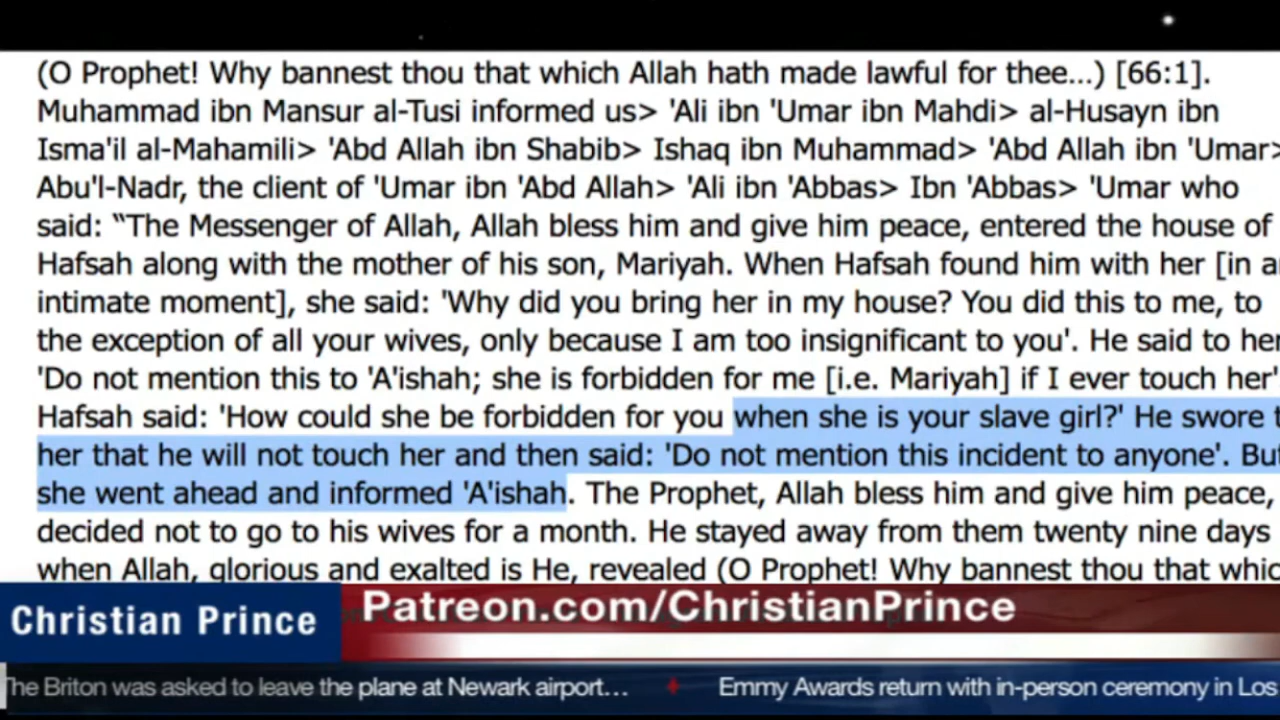 (O Prophet! Why bannest thou that which Allah hath made lawful for thee...) [66:1].
Muhammad ibn Mansur al-Tusi informed us> 'Ali ibn 'Umar ibn Mahdi> al-Husayn ibn
Isma'il al-Mahamili> 'Abd Allah ibn Shabib> Ishaq ibn Muhammad> 'Abd Allah ibn 'Umar>
Abu'l-Nadr, the client of 'Umar ibn 'Abd Allah> 'Ali ibn 'Abbas> Ibn 'Abbas> 'Umar who
said: “The Messenger of Allah, Allah bless him and give him peace, entered the house of
Hafsah along with the mother of his son, Mariyah. When Hafsah found him with her [in
intimate moment], she said: 'Why did you bring her in my house? You did this to me, to
the exception of all your wives, only because I am too insignificant to you'. He said to
'Do not mention this to 'A'ishah; she is forbidden for me [i.e. Mariyah] if I ever touch her'
Hafsah said: 'How could she be forbidden for you when she is your slave girl?' He swore
her that he will not touch her and then said: 'Do not mention this incident to anyone'.
she went ahead and informed 'A'ishah. The Prophet, Allah bless him and give him peace,
decided not to go to his wives for a month. He stayed away from them twenty nine days
when Allah, glorious and exalted is He, revealed (O Prophet! Why bannest thou that
Christian Prince
Patreon.com/ChristianPrince
The Briton was asked to leave the plane at Newark airport... Emmy Awards return with in-person ceremony in Los